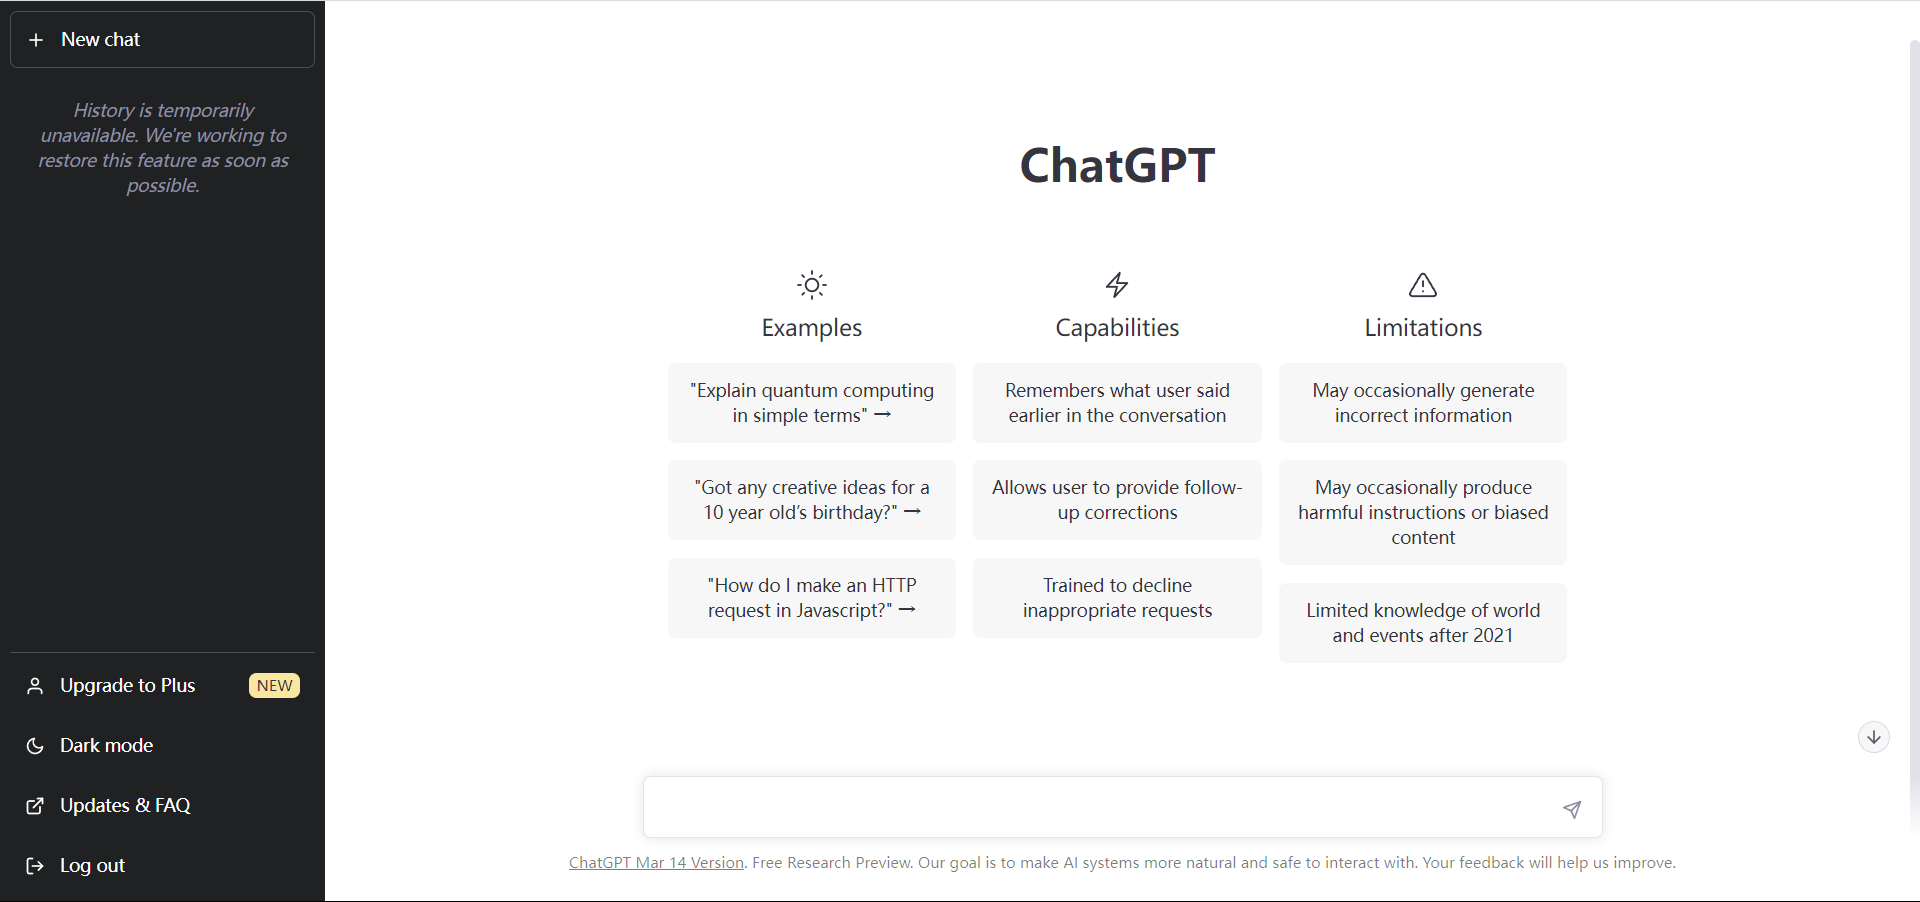 New chat
History is temporarily
unavailable. We're working to
restore this feature as soon as
possible.
Upgrade to Plus
NEW
Dark mode
Updates & FAQ
Log out
ChatGPT
Examples
"Explain quantum computing
in simple terms" →
"Got any creative ideas for a
10 year old’s birthday?" →
"How do I make an HTTP
request in Javascript?" →
Capabilities
Remembers what user said
earlier in the conversation
Allows user to provide follow-
up corrections
Trained to decline
inappropriate requests
Limitations
May occasionally generate
incorrect information
May occasionally produce
harmful instructions or biased
content
Limited knowledge of world
and events after 2021
ChatGPT Mar 14 Version. Free Research Preview. Our goal is to make AI systems more natural and safe to interact with. Your feedback will help us improve.